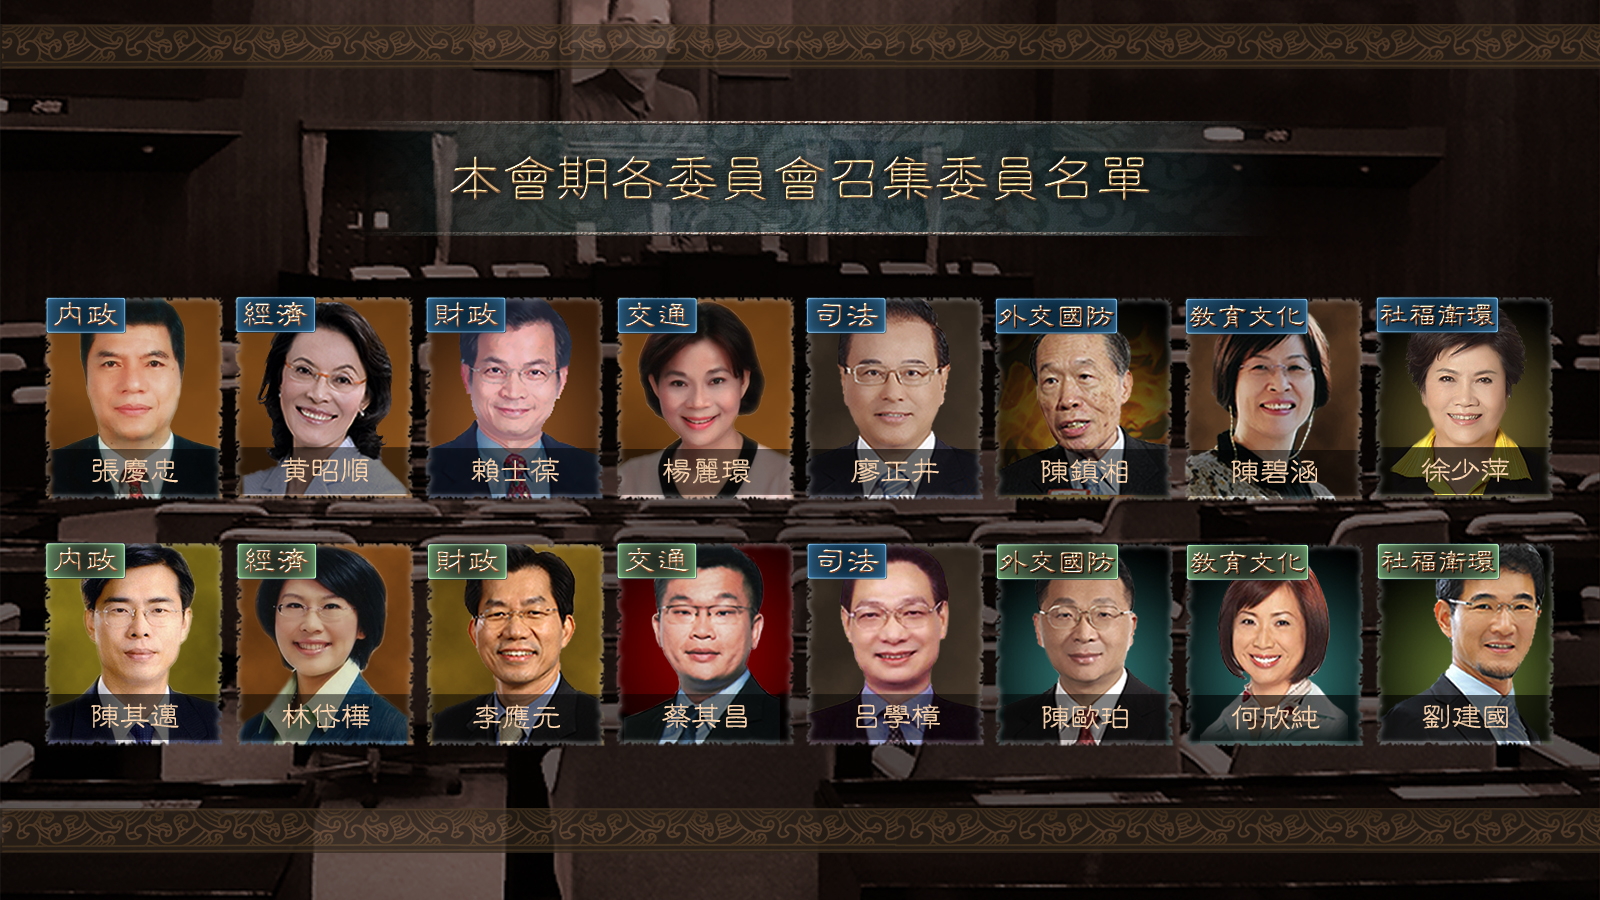 本會期各委員會召集委員名單
內政
經濟
財政
交通
司法
外交國防
教育文化
社福衛環
張慶忠
黃昭順
賴士葆
楊麗環
廖正井
陳鎮湘
陳碧涵
徐少萍
內政
經濟
財政
交通
司法
外交國防
教育文化
社福衛環
陳其邁
林岱樺
李應元
蔡其昌
呂學樟
陳歐珀
何欣純
劉建國